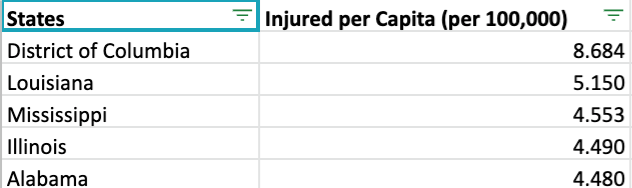 States Injured per Capita (per 100,000)
District of Columbia 8.684
Louisiana 5.150
Mississippi 4.553
Illinois 4.490
Alabama 4.480